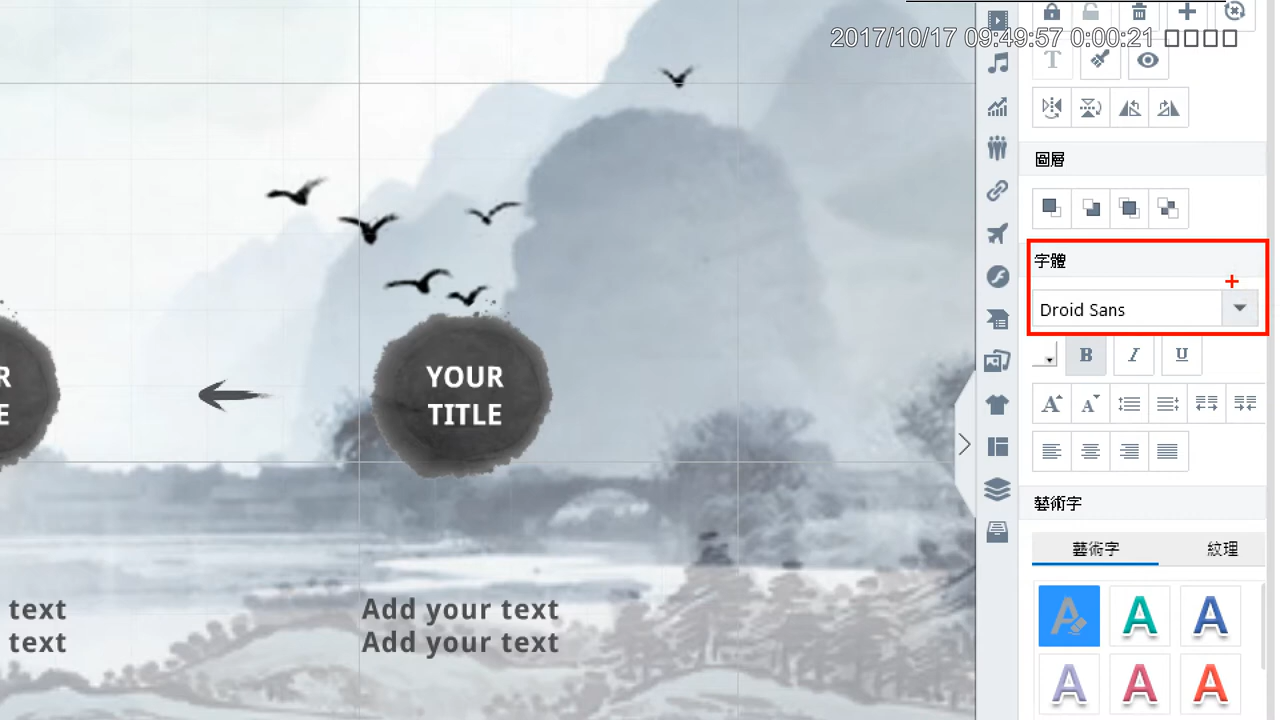 2017/10/17 09:49:57 0:00:21
圖層
字體
Droid Sans
B I U
YOUR
TITLE
R
E
藝術字
藝術字 紋理
text
text
Add your text
Add your text